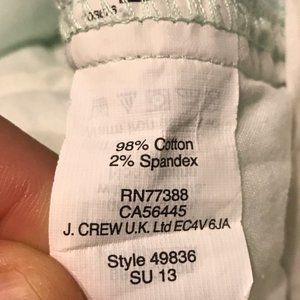 98% Cotton
2% Spandex
RN77388
CA56445
J. CREW U.K. Ltd EC4V 6JA
Style 49836
SU 13